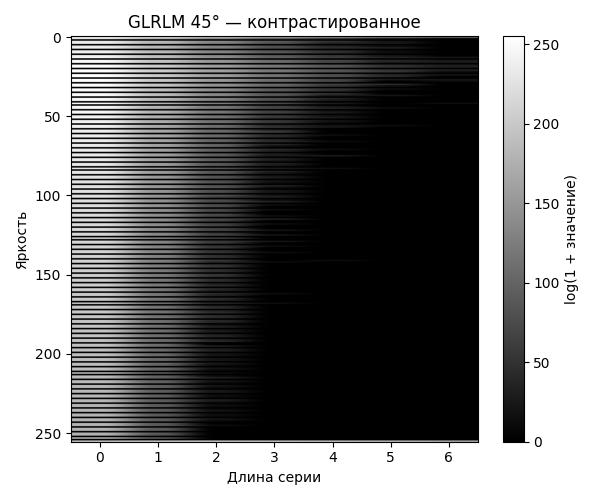 GLRLM 45° — контрастированное
0
50
100
150
200
250
Яркость
0 1 2 3 4 5 6
Длина серии
250
200
150
100
50
0
log(1 + значение)